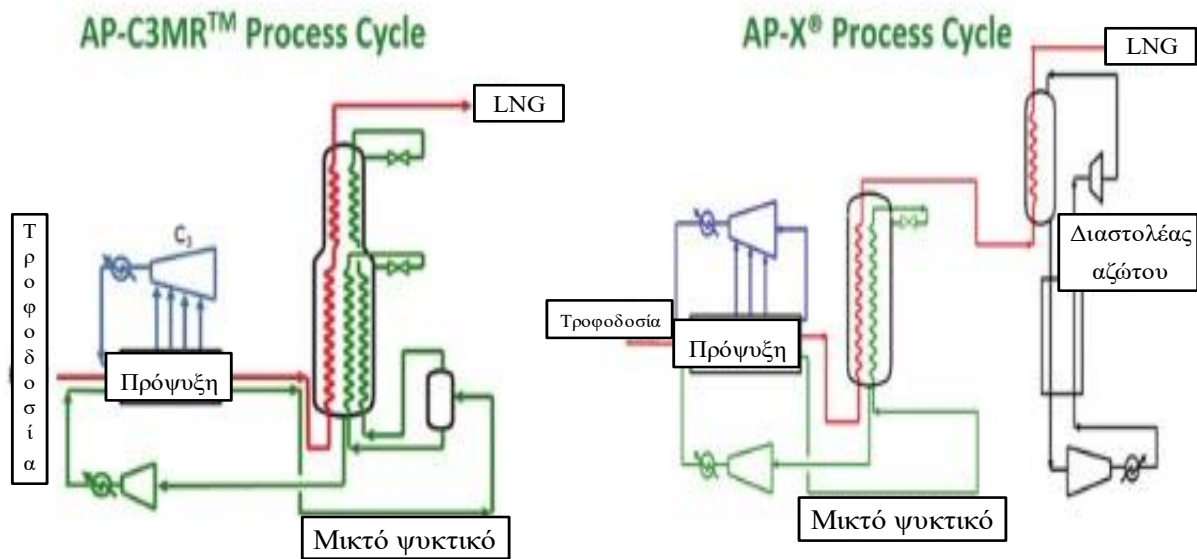 AP-C3MR™ Process Cycle
LNG
Τροφοδοσία
C₃
Πρόψυξη
Μικτό ψυκτικό
AP-X® Process Cycle
LNG
Διαστολέας
αζώτου
Τροφοδοσία
Πρόψυξη
Μικτό ψυκτικό